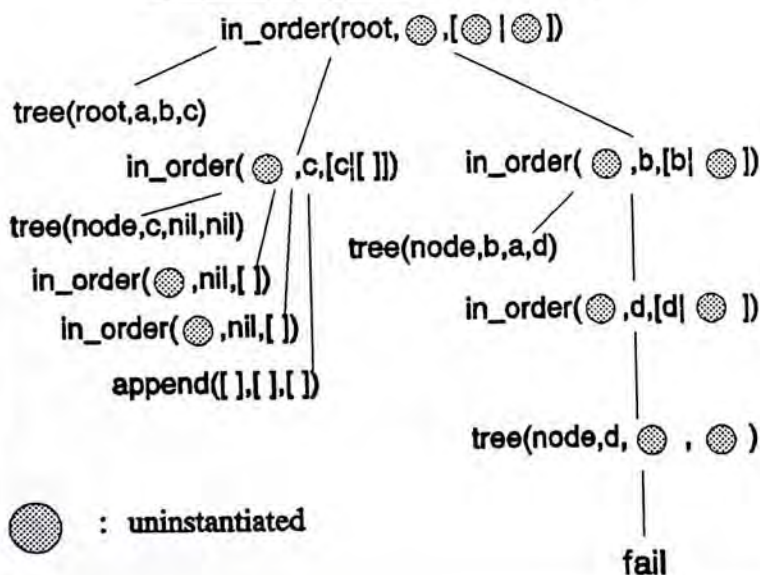 in_order(root, ● ,[ ● | ● ])
tree(root,a,b,c)
in_order( ● ,c,[c|[ ]])
in_order( ● ,b,[b| ● ])
tree(node,c,nil,nil)
tree(node,b,a,d)
in_order( ● ,nil,[ ])
in_order( ● ,d,[d| ● ])
in_order( ● ,nil,[ ])
append([ ],[ ],[ ])
tree(node,d, ● , ● )
● : uninstantiated
fail